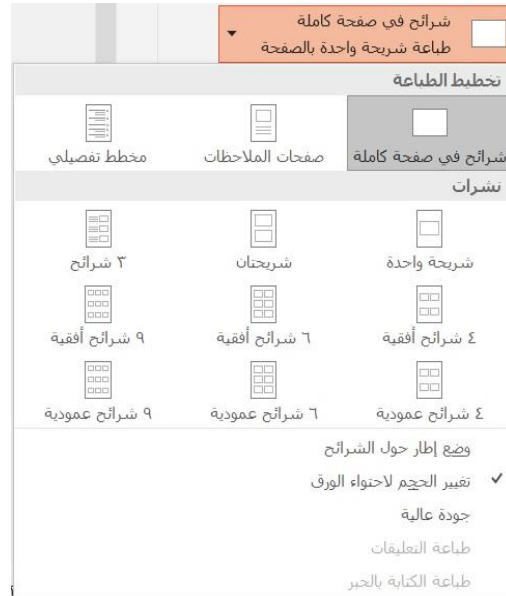 شرائح في صفحة كاملة
طباعة شريحة واحدة بالصفحة
تخطيط الطباعة
شرائح في صفحة كاملة
صفحات الملاحظات
مخطط تفصيلي
نشرات
شريحة واحدة
شريحتان
٣ شرائح
٤ شرائح أفقية
٦ شرائح أفقية
٩ شرائح أفقية
٤ شرائح عمودية
٦ شرائح عمودية
٩ شرائح عمودية
وضع إطار حول الشرائح
تغيير الحجم لاحتواء الورق
جودة عالية
طباعة التعليقات
طباعة الكتابة بالحبر